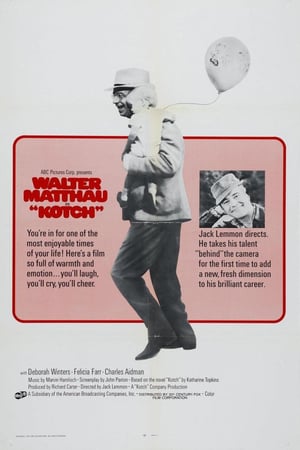 ABC Pictures Corp. presents
WALTER
MATTHAU
in
"KOTCH"
You're in for one of the
most enjoyable times
of your life! Here's a film
so full of warmth and
emotion...you'll laugh,
you'll cry, you'll cheer.
Jack Lemmon directs.
He takes his talent
"behind" the camera
for the first time to add
a new, fresh dimension
to his brilliant career.
with Deborah Winters · Felicia Farr · Charles Aidman
Music by Marvin Hamlisch · Screenplay by John Paxton · Based on the novel "Kotch" by Katharine Topkins
Produced by Richard Carter · Directed by Jack Lemmon · A "Kotch" Company Production
A Subsidiary of the American Broadcasting Companies, Inc. · DISTRIBUTED BY 20TH CENTURY-FOX FILM CORPORATION · Color